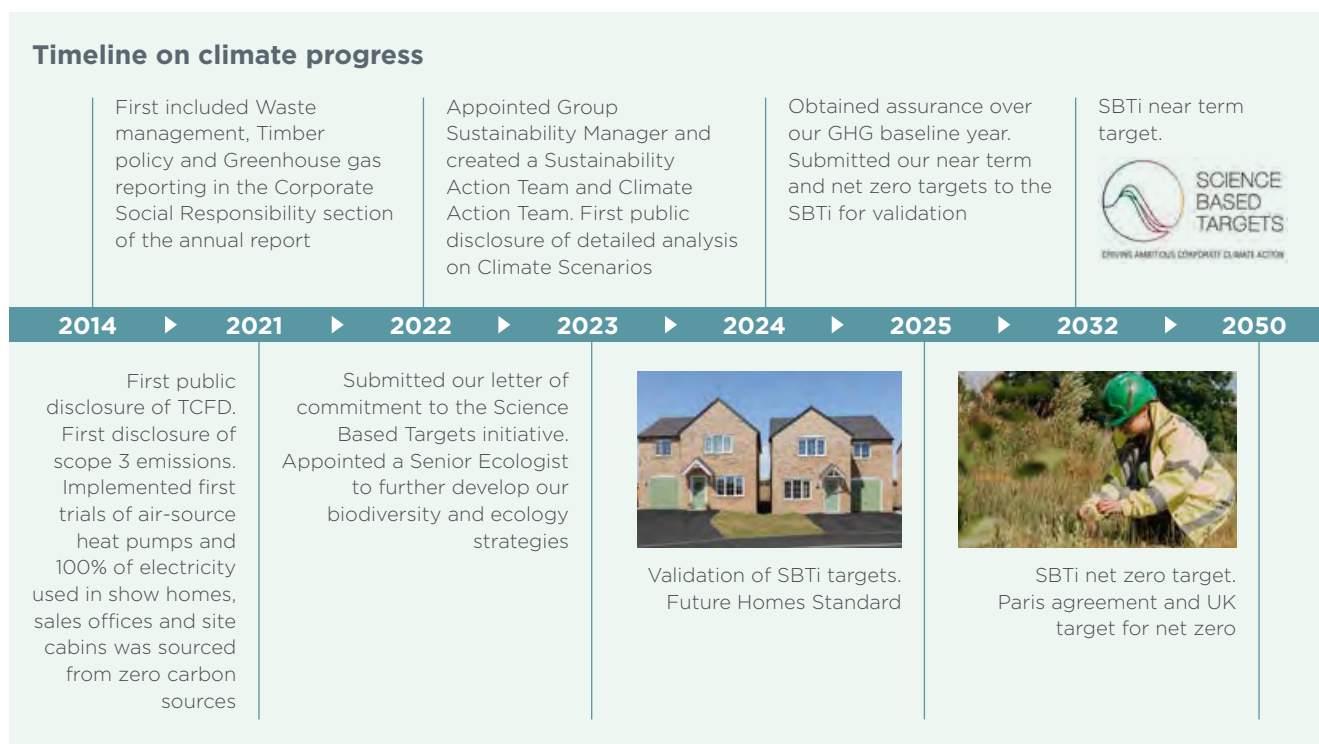 Timeline on climate progress
First included Waste
management, Timber
policy and Greenhouse gas
reporting in the Corporate
Social Responsibility section
of the annual report
Appointed Group
Sustainability Manager and
created a Sustainability
Action Team and Climate
Action Team. First public
disclosure of detailed analysis
on Climate Scenarios
Obtained assurance over
our GHG baseline year.
Submitted our near term
and net zero targets to the
SBTi for validation
SBTi near term
target.
SCIENCE
BASED
TARGETS
DRIVING AMBITIOUS CORPORATE CLIMATE ACTION
2014 2021 2022 2023 2024 2025 2032 2050
First public
disclosure of TCFD.
First disclosure of
scope 3 emissions.
Implemented first
trials of air-source
heat pumps and
100% of electricity
used in show homes,
sales offices and site
cabins was sourced
from zero carbon
sources
Submitted our letter of
commitment to the Science
Based Targets initiative.
Appointed a Senior Ecologist
to further develop our
biodiversity and ecology
strategies
Validation of SBTi targets.
Future Homes Standard
SBTi net zero target.
Paris agreement and UK
target for net zero